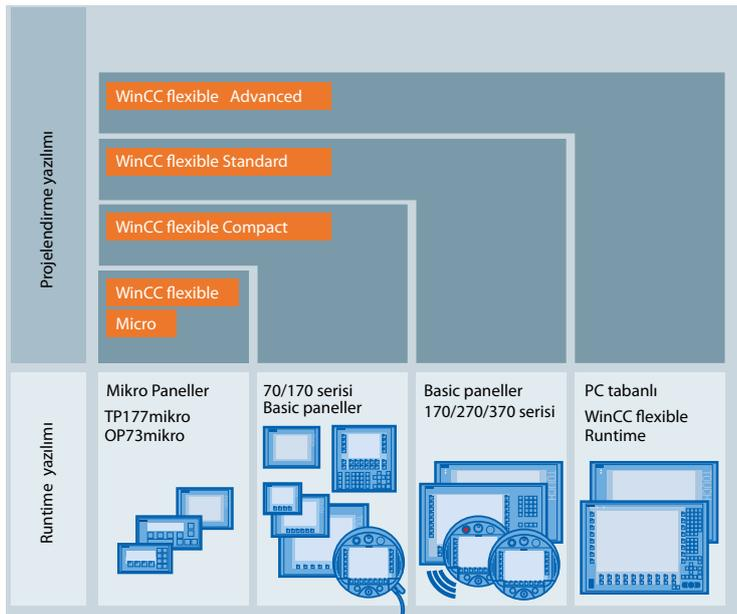 Projelendirme yazılımı
WinCC flexible Advanced
WinCC flexible Standard
WinCC flexible Compact
WinCC flexible
Micro
Runtime yazılımı
Mikro Paneller
TP177mikro
OP73mikro
70/170 serisi
Basic paneller
Basic paneller
170/270/370 serisi
PC tabanlı
WinCC flexible
Runtime